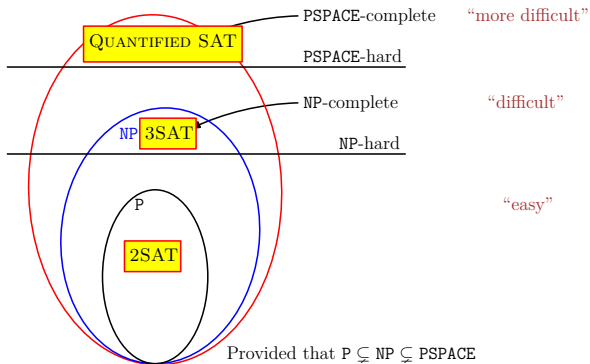 PSPACE-complete “more difficult”
QUANTIFIED SAT
PSPACE-hard
NP-complete “difficult”
NP 3SAT
NP-hard
P “easy”
2SAT
Provided that P ⊊ NP ⊊ PSPACE